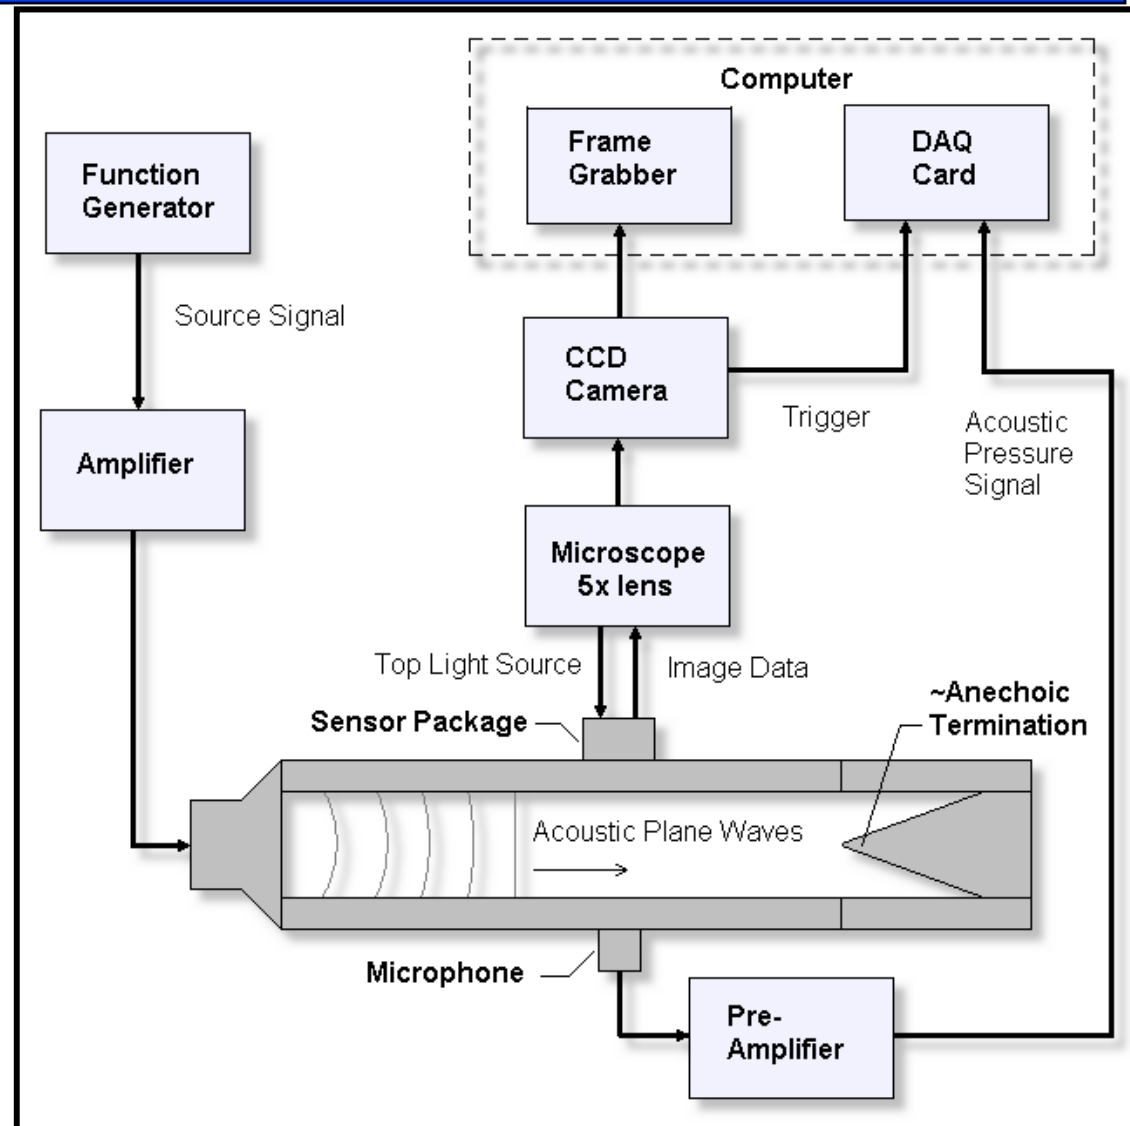 Computer
Frame
Grabber
DAQ
Card
Function
Generator
Source Signal
CCD
Camera
Trigger
Acoustic
Pressure
Signal
Amplifier
Microscope
5x lens
Top Light Source
Image Data
~Anechoic
Termination
Sensor Package
Acoustic Plane Waves
Microphone
Pre-
Amplifier